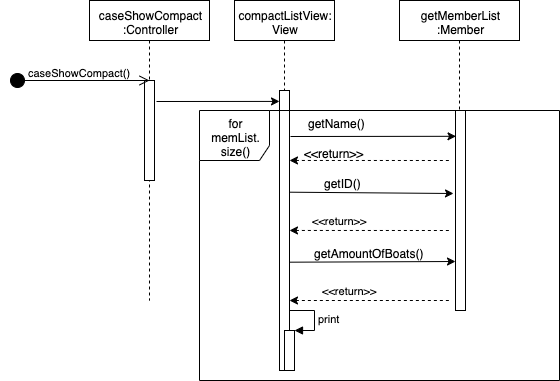 caseShowCompact
:Controller
compactListView:
View
getMemberList
:Member
caseShowCompact()
for
memList.
size()
getName()
<<return>>
getID()
<<return>>
getAmountOfBoats()
<<return>>
print